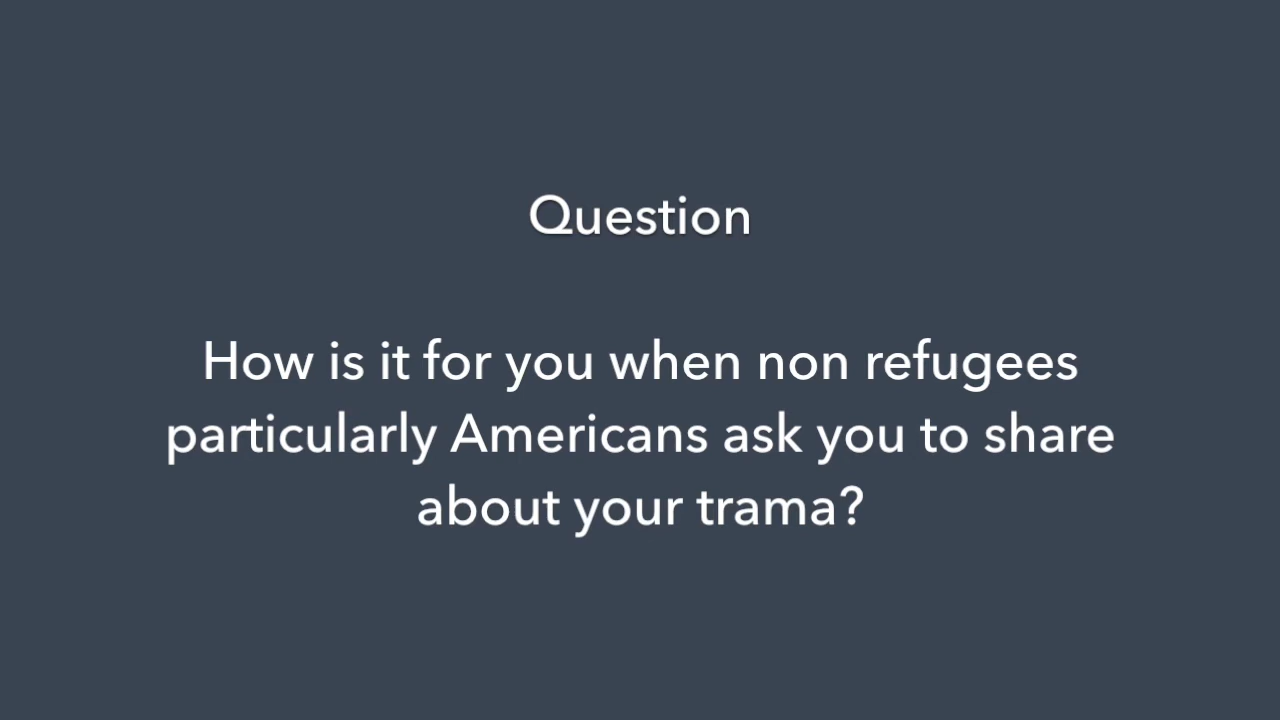 Question
How is it for you when non refugees
particularly Americans ask you to share
about your trama?